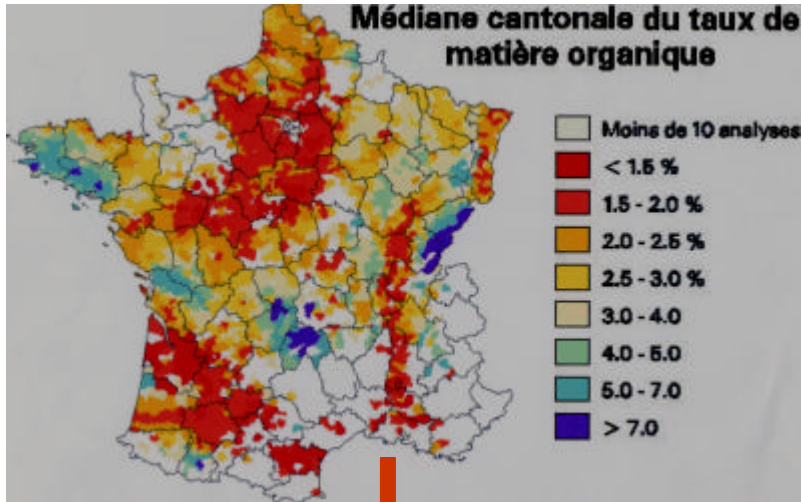 Médiane cantonale du taux de
matière organique
Moins de 10 analyses
< 1.5 %
1.5 - 2.0 %
2.0 - 2.5 %
2.5 - 3.0 %
3.0 - 4.0
4.0 - 5.0
5.0 - 7.0
> 7.0